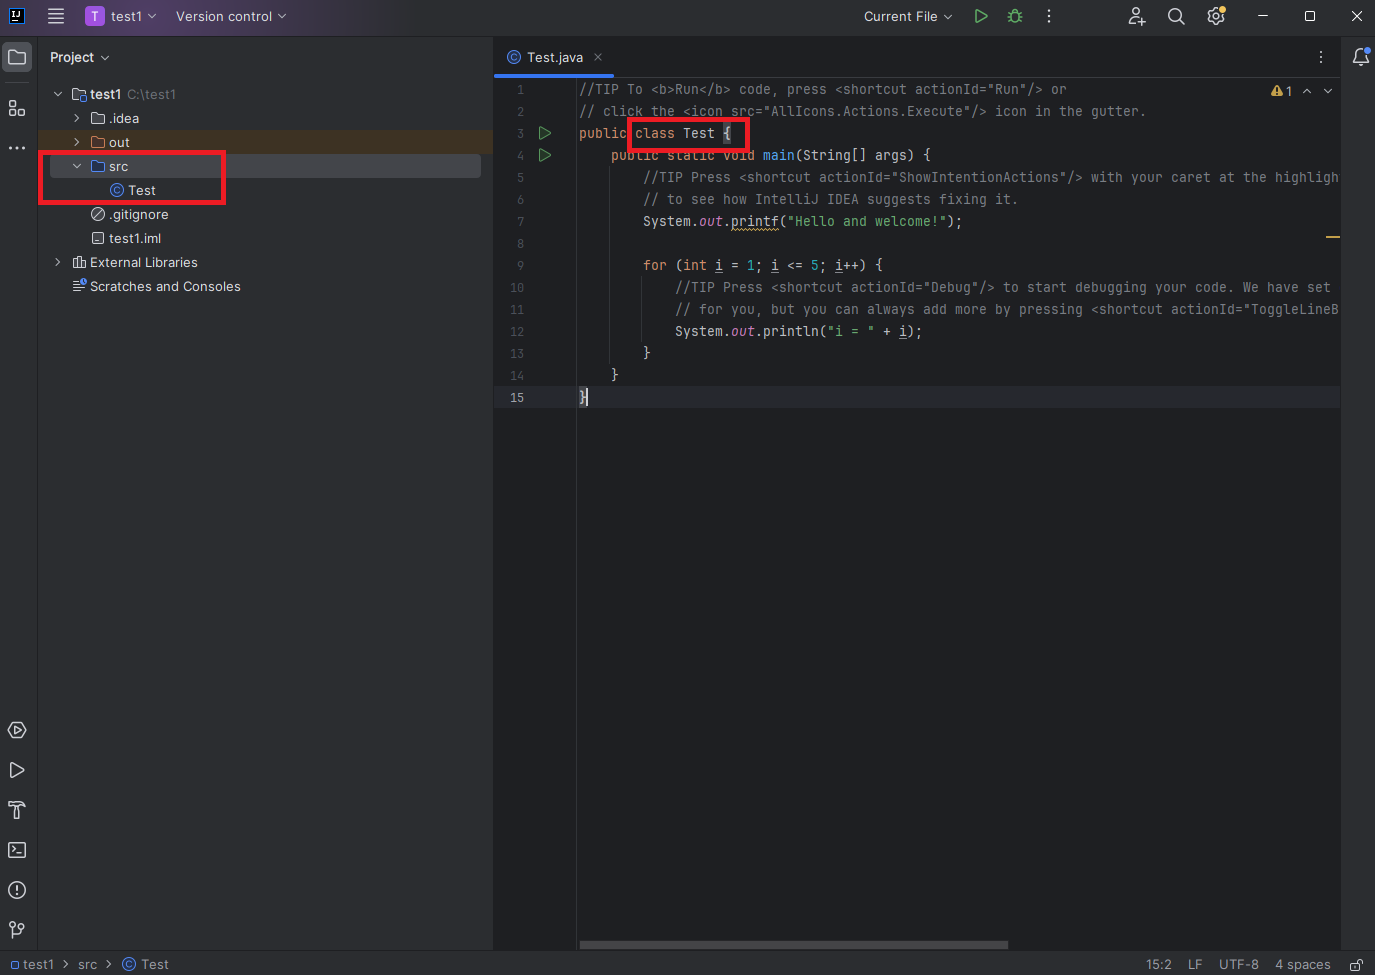 IJ
T test1 Version control
Current File
Project
test1 C:\test1
.idea
out
src
Test
.gitignore
test1.iml
External Libraries
Scratches and Consoles
Test.java
1 //TIP To <b>Run</b> code, press <shortcut actionId="Run"/> or
2 // click the <icon src="AllIcons.Actions.Execute"/> icon in the gutter.
3 public class Test {
4 public static void main(String[] args) {
5 //TIP Press <shortcut actionId="ShowIntentionActions"/> with your caret at the highligh
6 // to see how IntelliJ IDEA suggests fixing it.
7 System.out.printf("Hello and welcome!");
8
9 for (int i = 1; i <= 5; i++) {
10 //TIP Press <shortcut actionId="Debug"/> to start debugging your code. We have set
11 // for you, but you can always add more by pressing <shortcut actionId="ToggleLineB
12 System.out.println("i = " + i);
13 }
14 }
15 }
1
test1 > src > Test
15:2 LF UTF-8 4 spaces